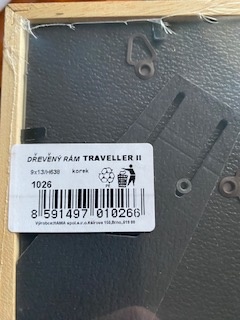 DŘEVĚNÝ RÁM TRAVELLER II
9x13/H638 korek
1026
8 591497 010266